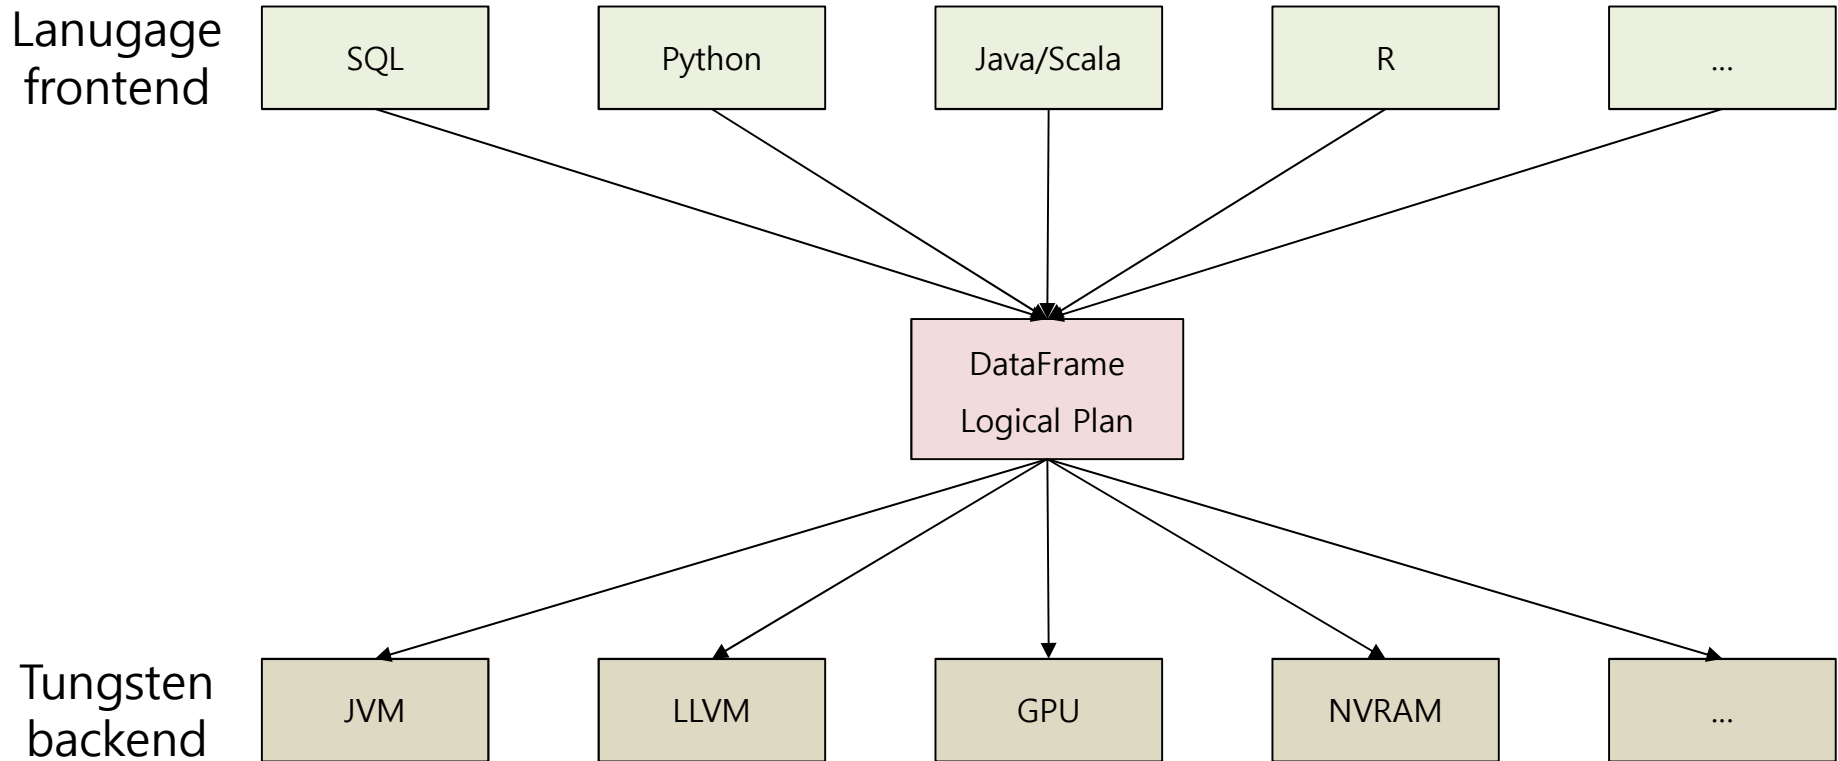 Lanugage
frontend
SQL
Python
Java/Scala
R
...
DataFrame
Logical Plan
Tungsten
backend
JVM
LLVM
GPU
NVRAM
...